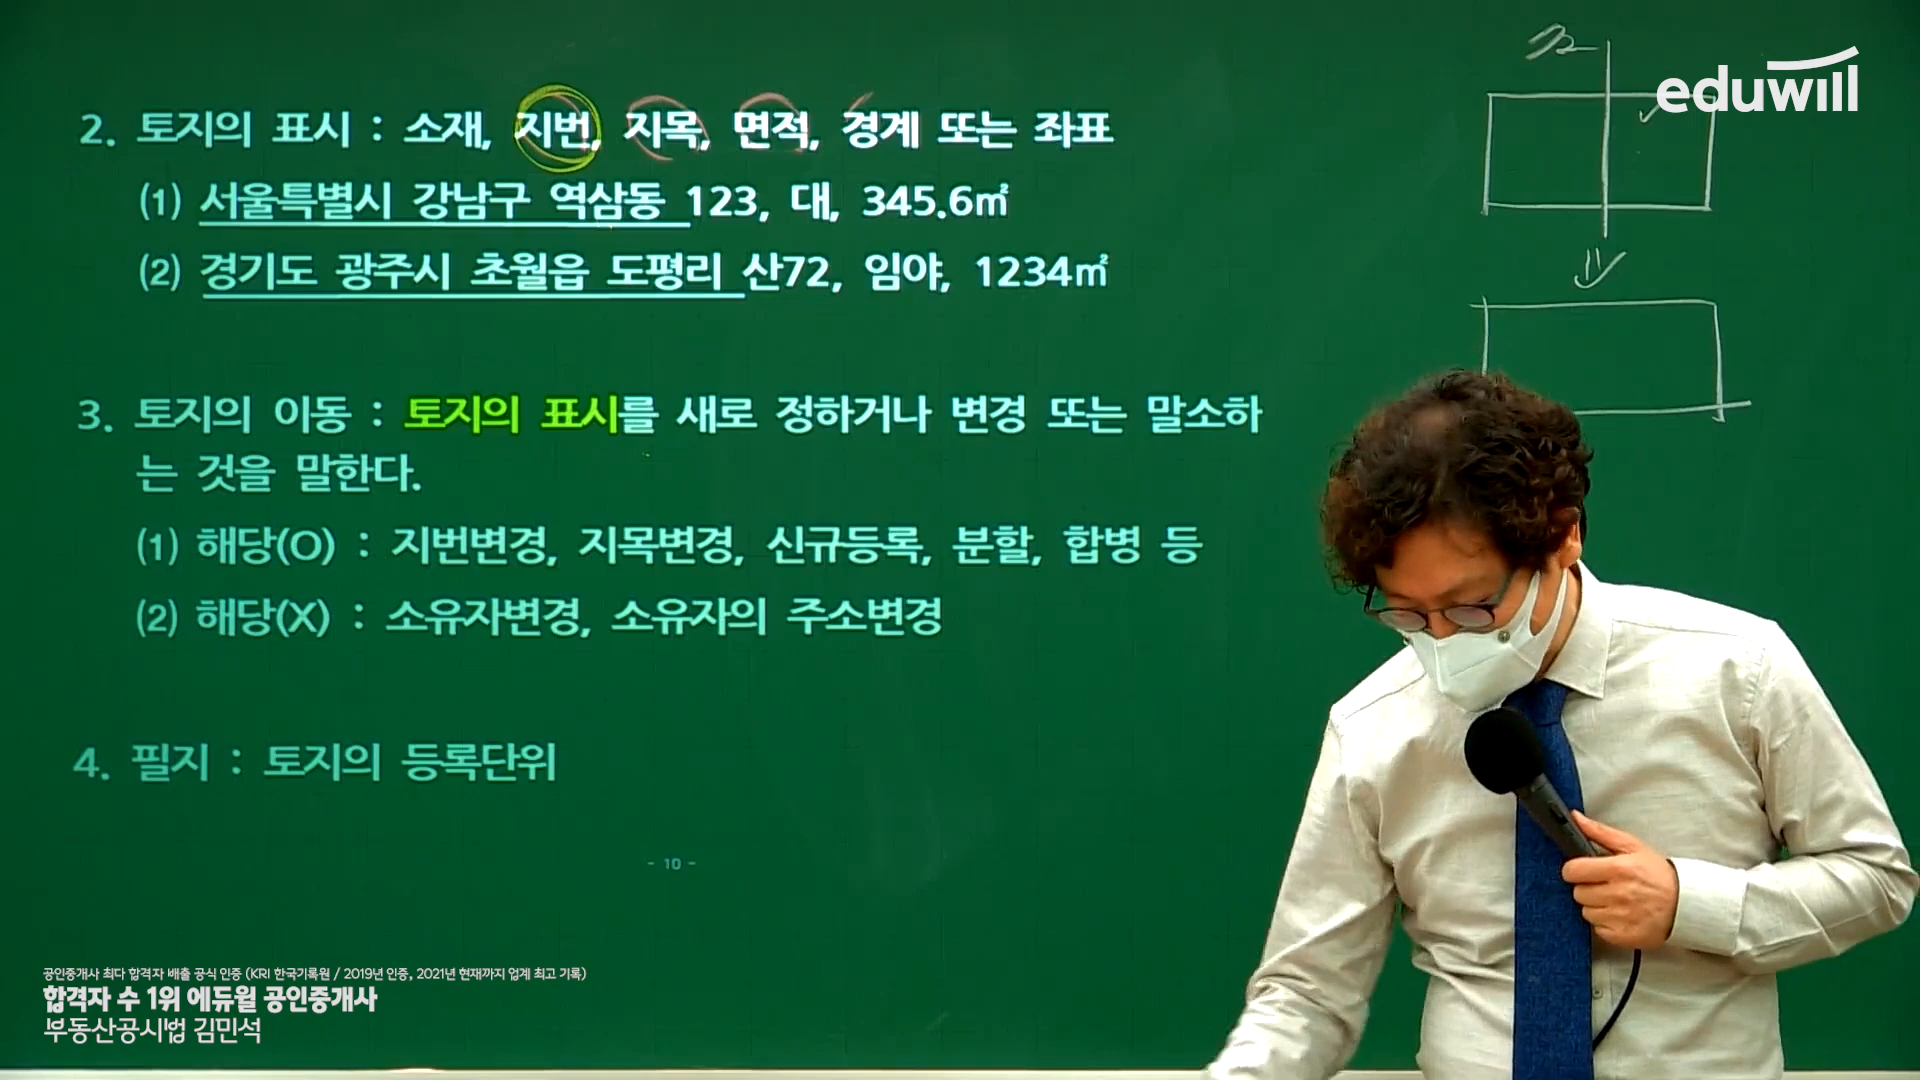 eduwill
2. 토지의 표시 : 소재, 지번, 지목, 면적, 경계 또는 좌표
(1) 서울특별시 강남구 역삼동 123, 대, 345.6㎡
(2) 경기도 광주시 초월읍 도평리 산72, 임야, 1234㎡
3. 토지의 이동 : 토지의 표시를 새로 정하거나 변경 또는 말소하
는 것을 말한다.
(1) 해당(O) : 지번변경, 지목변경, 신규등록, 분할, 합병 등
(2) 해당(X) : 소유자변경, 소유자의 주소변경
4. 필지 : 토지의 등록단위
- 10 -
공인중개사 최다 합격자 배출 공식 인증 (KRI 한국기록원 / 2019년 인증, 2021년 현재까지 업계 최고 기록)
합격자 수 1위 에듀윌 공인중개사
부동산공시법 김민석